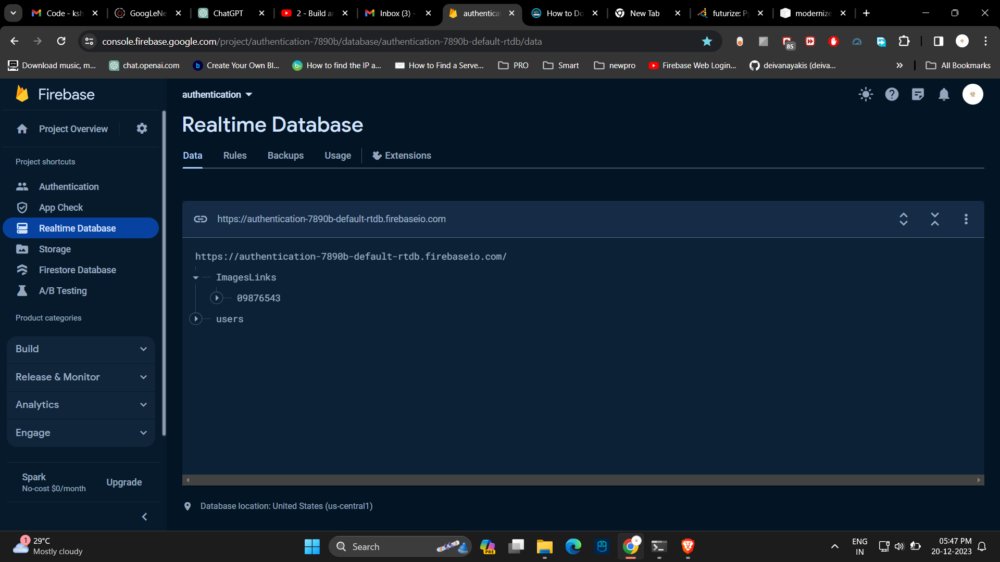 Code - ksh
GoogLeNe
ChatGPT
2 - Build a
Inbox (3) -
authentica
How to Do
New Tab
futurize: P
modernize
console.firebase.google.com/project/authentication-7890b/database/authentication-7890b-default-rtdb/data
85
Download music, m...
chat.openai.com
Create Your Own Bl...
How to find the IP a...
How to Find a Serve...
PRO
Smart
newpro
Firebase Web Login...
deivanayakis (deiva...
All Bookmarks
Firebase
authentication
Project Overview
Realtime Database
Data
Rules
Backups
Usage
Extensions
Project shortcuts
Authentication
App Check
Realtime Database
Storage
Firestore Database
A/B Testing
Product categories
Build
Release & Monitor
Analytics
Engage
Spark
No-cost $0/month
Upgrade
https://authentication-7890b-default-rtdb.firebaseio.com
https://authentication-7890b-default-rtdb.firebaseio.com/
ImagesLinks
09876543
users
Database location: United States (us-central1)
1
29°C
Mostly cloudy
Search
PRE
ENG
IN
05:47 PM
20-12-2023